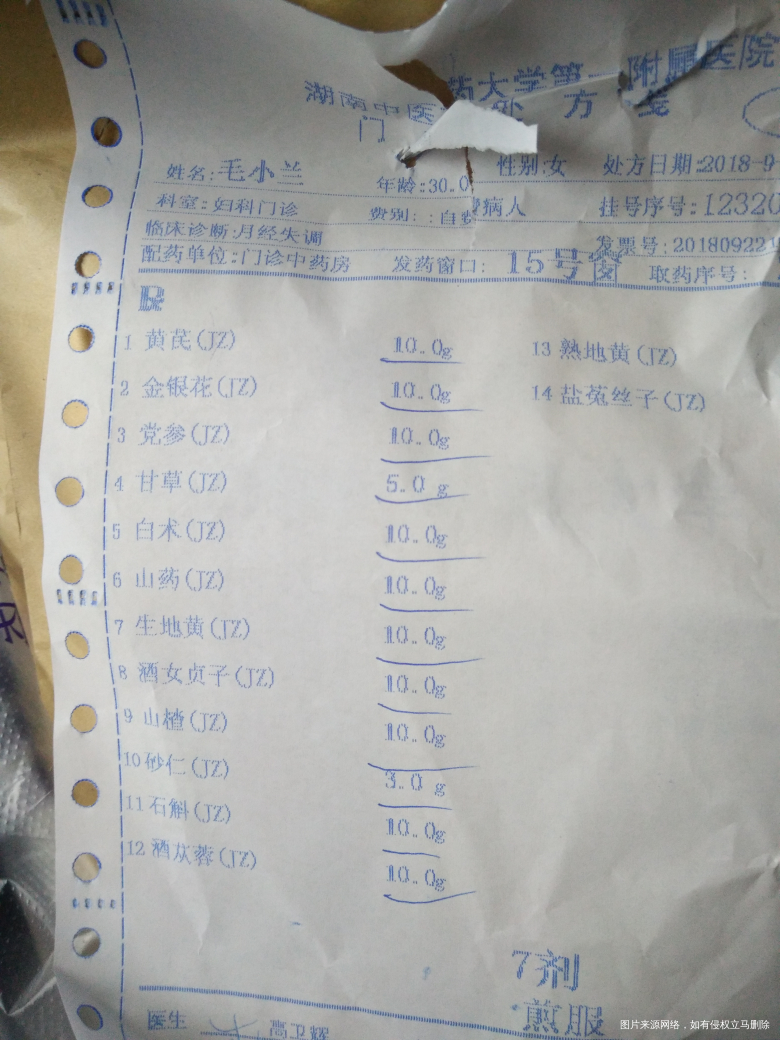 湖南中医药大学第一附属医院
门 处 方 笺
姓名:毛小兰 年龄:30.0 性别:女 处方日期:2018-9
科室:妇科门诊 费别::自费病人 挂号序号:12320
临床诊断:月经失调 发票号:20180922
配药单位:门诊中药房 发药窗口: 15号窗 取药序号:
R
1 黄芪(JZ) 10.0g 13 熟地黄(JZ)
2 金银花(JZ) 10.0g 14 盐菟丝子(JZ)
3 党参(JZ) 10.0g
4 甘草(JZ) 5.0 g
5 白术(JZ) 10.0g
6 山药(JZ) 10.0g
7 生地黄(JZ) 10.0g
8 酒女贞子(JZ) 10.0g
9 山楂(JZ) 10.0g
10 砂仁(JZ) 3.0 g
11 石斛(JZ) 10.0g
12 酒苁蓉(JZ) 10.0g
7剂
煎服
医生 高卫辉
图片来源网络，如有侵权立马删除